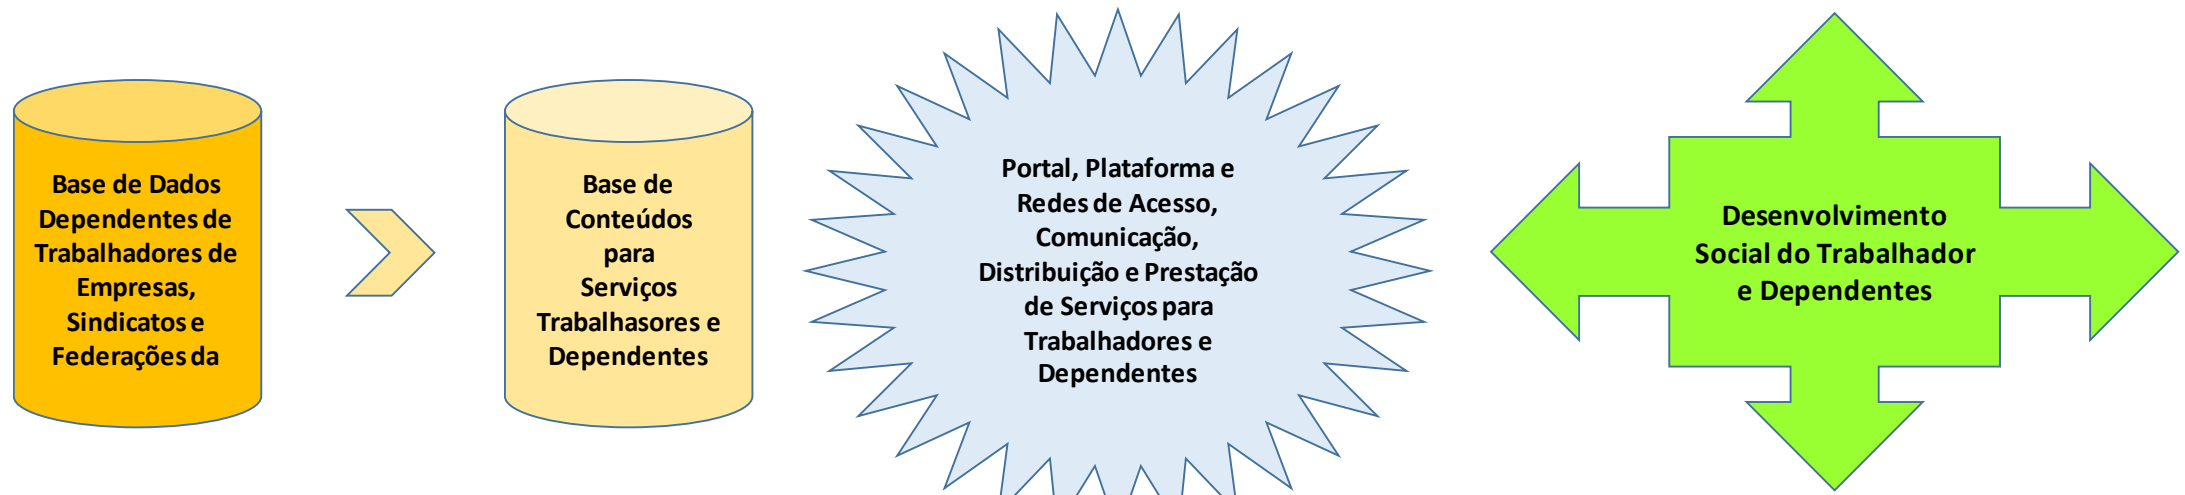 Base de Dados
Dependentes de
Trabalhadores de
Empresas,
Sindicatos e
Federações da
Base de
Conteúdos
para
Serviços
Trabalhasores e
Dependentes
Portal, Plataforma e
Redes de Acesso,
Comunicação,
Distribuição e Prestação
de Serviços para
Trabalhadores e
Dependentes
Desenvolvimento
Social do Trabalhador
e Dependentes